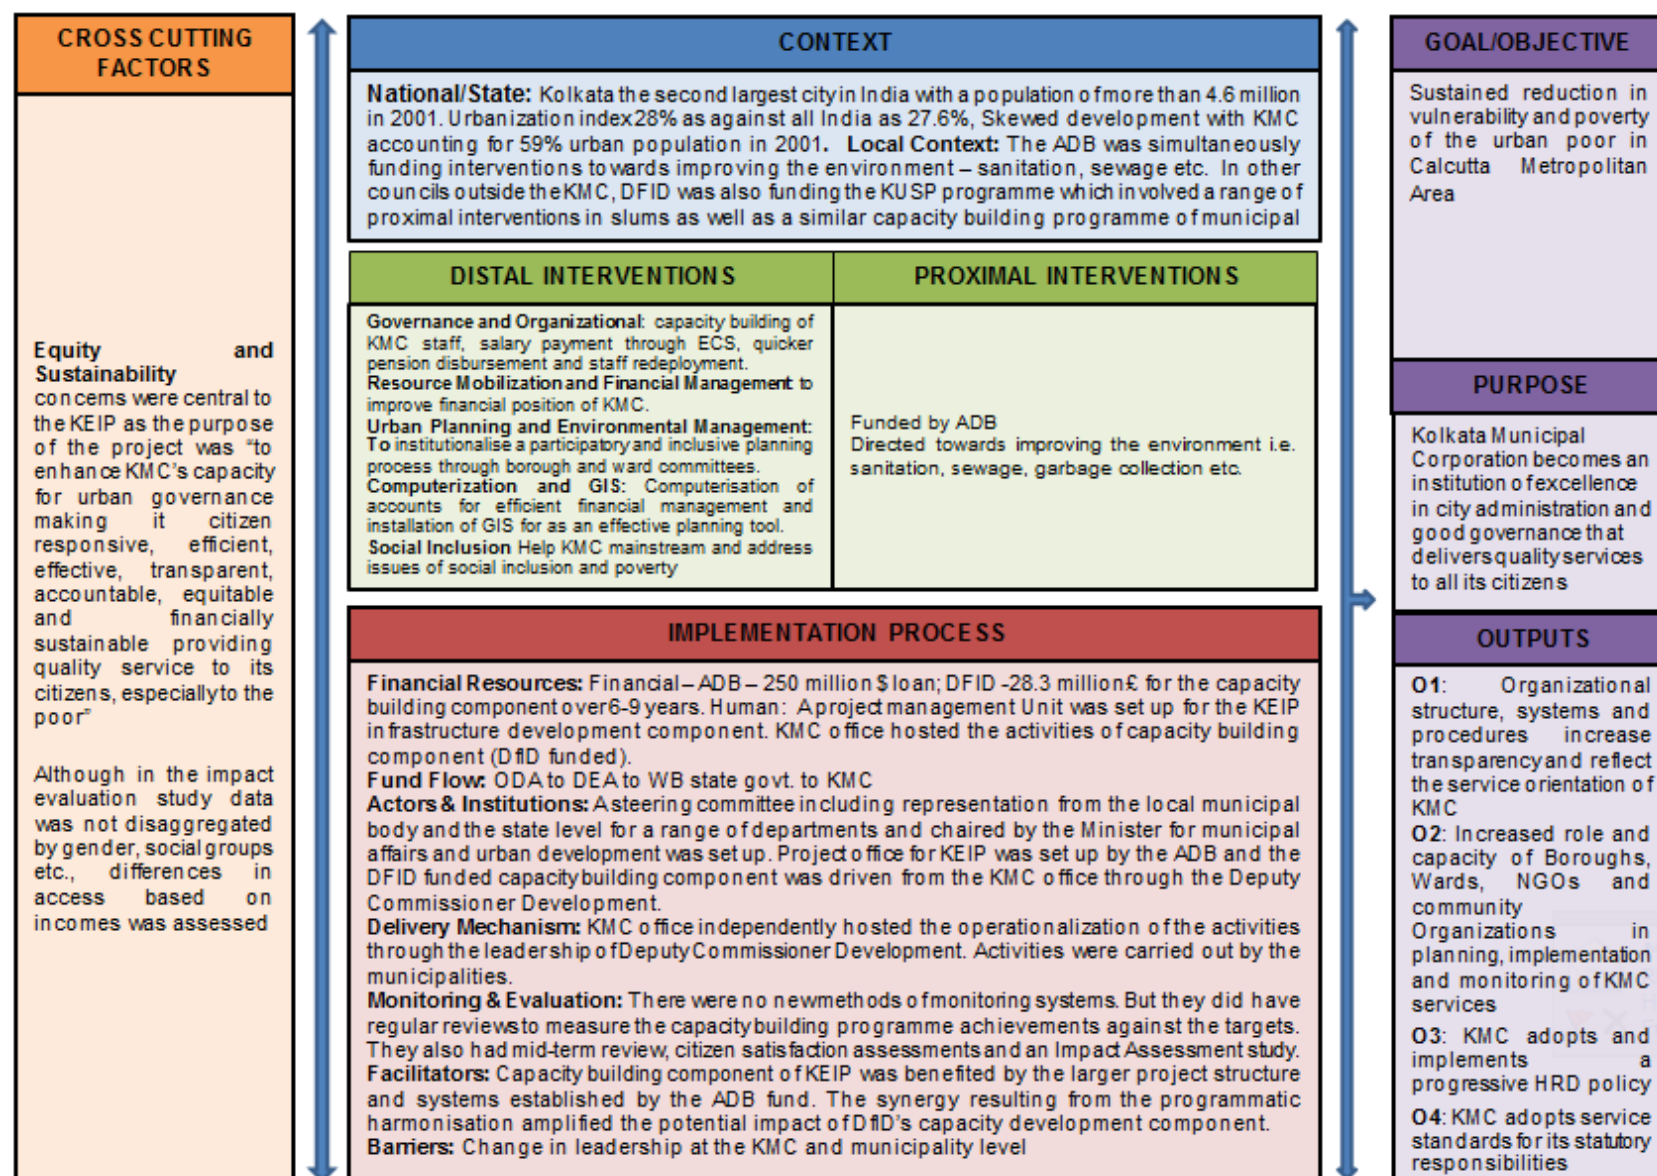 CROSS CUTTING
FACTORS
Equity and
Sustainability
concerns were central to
the KEIP as the purpose
of the project was “to
enhance KMC’s capacity
for urban governance
making it citizen
responsive, efficient,
effective, transparent,
accountable, equitable
and financially
sustainable providing
quality service to its
citizens, especially to the
poor”
Although in the impact
evaluation study data
was not disaggregated
by gender, social groups
etc., differences in
access based on
incomes was assessed
CONTEXT
National/State: Kolkata the second largest city in India with a population of more than 4.6 million
in 2001. Urbanization index 28% as against all India as 27.6%, Skewed development with KMC
accounting for 59% urban population in 2001. Local Context: The ADB was simultaneously
funding interventions towards improving the environment – sanitation, sewage etc. In other
councils outside the KMC, DFID was also funding the KUSP programme which involved a range of
proximal interventions in slums as well as a similar capacity building programme of municipal
DISTAL INTERVENTIONS
Governance and Organizational: capacity building of
KMC staff, salary payment through ECS, quicker
pension disbursement and staff redeployment.
Resource Mobilization and Financial Management to
improve financial position of KMC.
Urban Planning and Environmental Management:
To institutionalise a participatory and inclusive planning
process through borough and ward committees.
Computerization and GIS: Computerisation of
accounts for efficient financial management and
installation of GIS for as an effective planning tool.
Social Inclusion Help KMC mainstream and address
issues of social inclusion and poverty
PROXIMAL INTERVENTIONS
Funded by ADB
Directed towards improving the environment i.e.
sanitation, sewage, garbage collection etc.
IMPLEMENTATION PROCESS
Financial Resources: Financial – ADB – 250 million $ loan; DFID -28.3 million £ for the capacity
building component over 6-9 years. Human: A project management Unit was set up for the KEIP
infrastructure development component. KMC office hosted the activities of capacity building
component (DfID funded).
Fund Flow: ODA to DEA to WB state govt. to KMC
Actors & Institutions: A steering committee including representation from the local municipal
body and the state level for a range of departments and chaired by the Minister for municipal
affairs and urban development was set up. Project office for KEIP was set up by the ADB and the
DFID funded capacity building component was driven from the KMC office through the Deputy
Commissioner Development.
Delivery Mechanism: KMC office independently hosted the operationalization of the activities
through the leadership of Deputy Commissioner Development. Activities were carried out by the
municipalities.
Monitoring & Evaluation: There were no new methods of monitoring systems. But they did have
regular reviews to measure the capacity building programme achievements against the targets.
They also had mid-term review, citizen satisfaction assessments and an Impact Assessment study.
Facilitators: Capacity building component of KEIP was benefited by the larger project structure
and systems established by the ADB fund. The synergy resulting from the programmatic
harmonisation amplified the potential impact of DfID’s capacity development component.
Barriers: Change in leadership at the KMC and municipality level
GOAL/OBJECTIVE
Sustained reduction in
vulnerability and poverty
of the urban poor in
Calcutta Metropolitan
Area
PURPOSE
Kolkata Municipal
Corporation becomes an
institution of excellence
in city administration and
good governance that
delivers quality services
to all its citizens
OUTPUTS
O1: Organizational
structure, systems and
procedures increase
transparency and reflect
the service orientation of
KMC
O2: Increased role and
capacity of Boroughs,
Wards, NGOs and
community
Organizations in
planning, implementation
and monitoring of KMC
services
O3: KMC adopts and
implements a
progressive HRD policy
O4: KMC adopts service
standards for its statutory
responsibilities